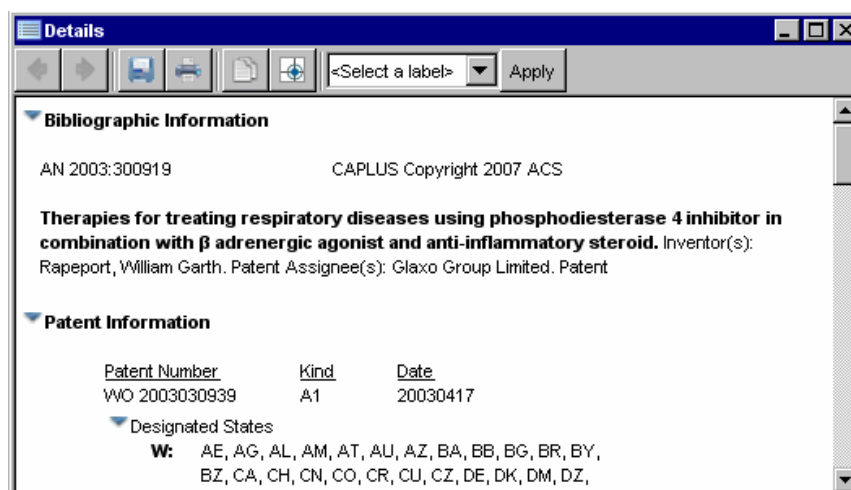 Details
<Select a label> Apply
Bibliographic Information
AN 2003:300919 CAPLUS Copyright 2007 ACS
Therapies for treating respiratory diseases using phosphodiesterase 4 inhibitor in
combination with β adrenergic agonist and anti-inflammatory steroid. Inventor(s):
Rapeport, William Garth. Patent Assignee(s): Glaxo Group Limited. Patent
Patent Information
Patent Number Kind Date
WO 2003030939 A1 20030417
Designated States
W: AE, AG, AL, AM, AT, AU, AZ, BA, BB, BG, BR, BY,
BZ, CA, CH, CN, CO, CR, CU, CZ, DE, DK, DM, DZ,